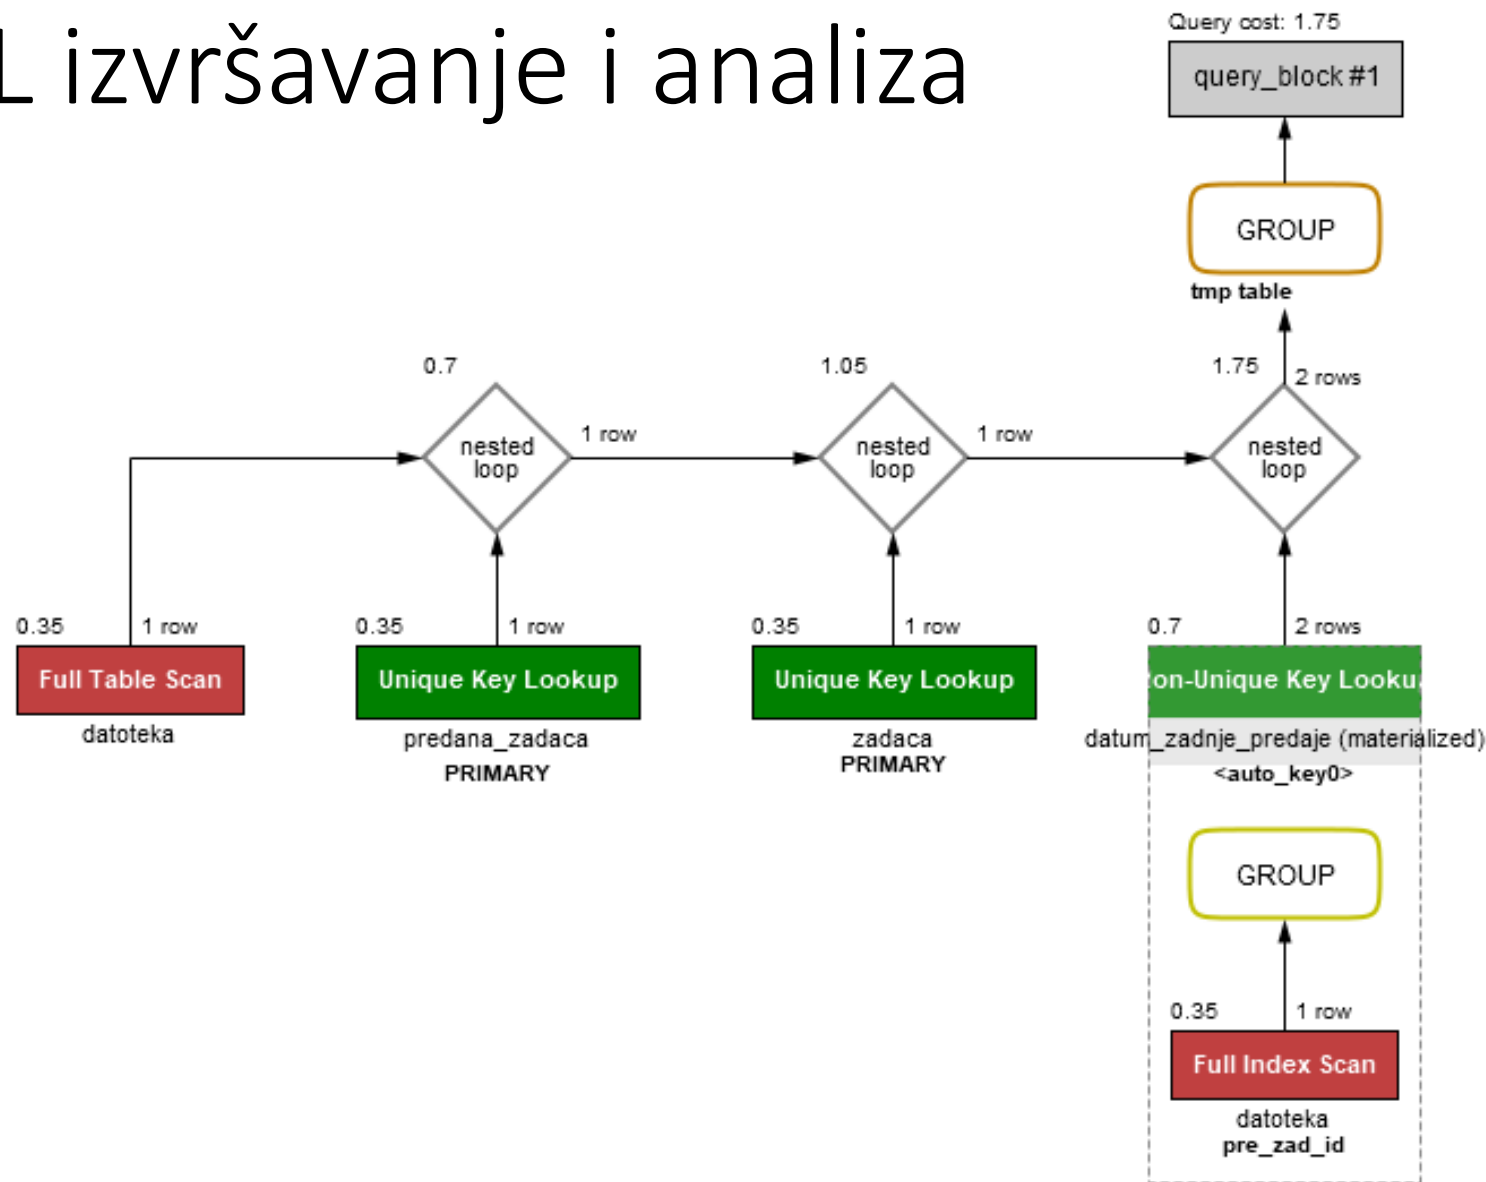 L izvršavanje i analiza
Query cost: 1.75
query_block #1
GROUP
tmp table
0.7
1.05
1.75
2 rows
nested
loop
1 row
nested
loop
1 row
nested
loop
0.35
1 row
0.35
1 row
0.35
1 row
0.7
2 rows
Full Table Scan
Unique Key Lookup
Unique Key Lookup
on-Unique Key Looku
datoteka
predana_zadaca
PRIMARY
zadaca
PRIMARY
datum_zadnje_predaje (materialized)
<auto_key0>
GROUP
0.35
1 row
Full Index Scan
datoteka
pre_zad_id